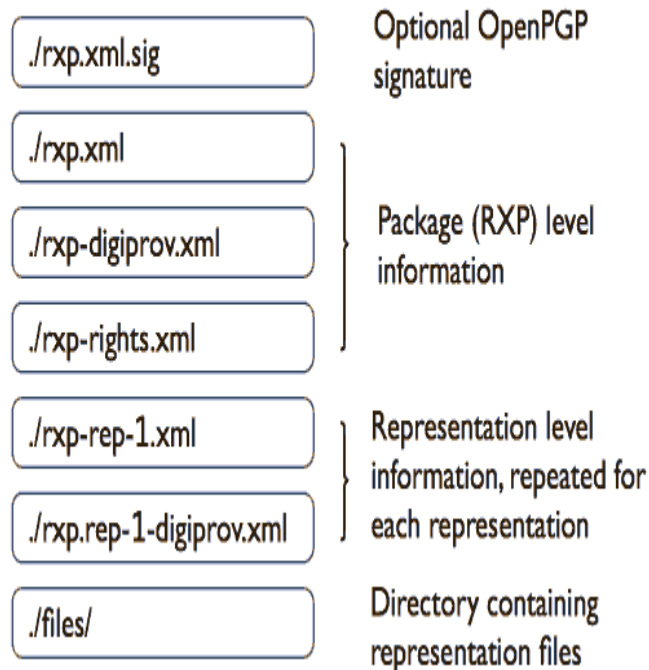 ./rxp.xml.sig
Optional OpenPGP
signature
./rxp.xml
./rxp-digiprov.xml
./rxp-rights.xml
Package (RXP) level
information
./rxp-rep-1.xml
./rxp.rep-1-digiprov.xml
Representation level
information, repeated for
each representation
./files/
Directory containing
representation files